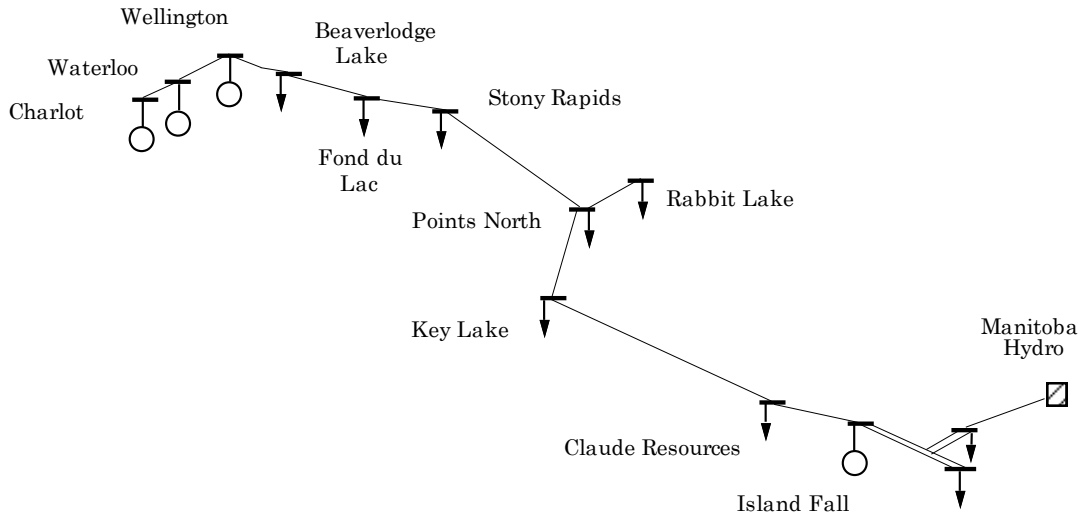 Wellington
Beaverlodge
Lake
Waterloo
Charlot
Stony Rapids
Fond du
Lac
Rabbit Lake
Points North
Key Lake
Manitoba
Hydro
Claude Resources
Island Fall